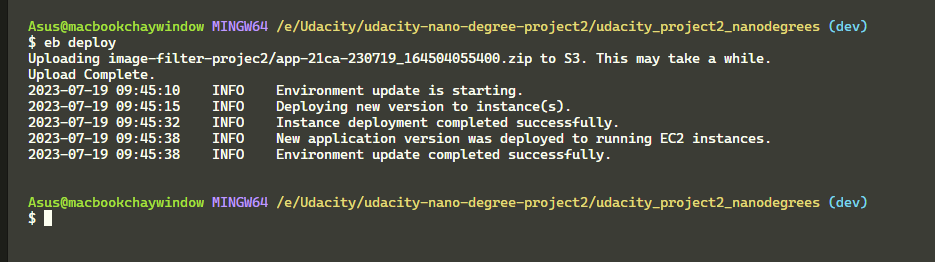 Asus@macbookchaywindow MINGW64 /e/Udacity/udacity-nano-degree-project2/udacity_project2_nanodegrees (dev)
$ eb deploy
Uploading image-filter-projec2/app-21ca-230719_164504055400.zip to S3. This may take a while.
Upload Complete.
2023-07-19 09:45:10    INFO    Environment update is starting.
2023-07-19 09:45:15    INFO    Deploying new version to instance(s).
2023-07-19 09:45:32    INFO    Instance deployment completed successfully.
2023-07-19 09:45:38    INFO    New application version was deployed to running EC2 instances.
2023-07-19 09:45:38    INFO    Environment update completed successfully.
Asus@macbookchaywindow MINGW64 /e/Udacity/udacity-nano-degree-project2/udacity_project2_nanodegrees (dev)
$